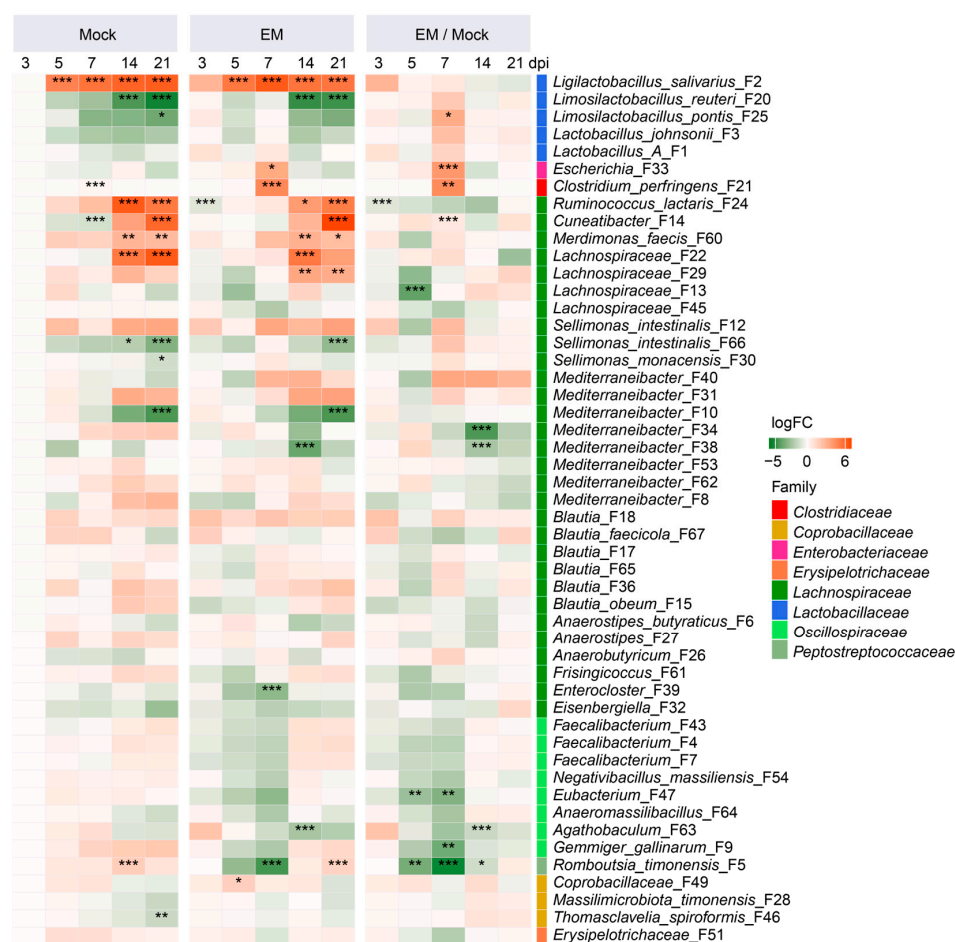 Mock EM EM / Mock
3 5 7 14 21 3 5 7 14 21 3 5 7 14 21 dpi
*** *** *** *** *** *** *** *** Ligilactobacillus_salivarius_F2
*** *** *** *** Limosilactobacillus_reuteri_F20
* * Limosilactobacillus_pontis_F25
Lactobacillus_johnsonii_F3
Lactobacillus_A_F1
* *** Escherichia_F33
*** *** ** Clostridium_perfringens_F21
*** *** *** * *** *** Ruminococcus_lactaris_F24
*** *** *** *** Cuneatibacter_F14
** ** ** * Merdimonas_faecis_F60
*** *** *** Lachnospiraceae_F22
** ** Lachnospiraceae_F29
*** Lachnospiraceae_F13
Lachnospiraceae_F45
Sellimonas_intestinalis_F12
* *** *** Sellimonas_intestinalis_F66
* Sellimonas_monacensis_F30
Mediterraneibacter_F40
Mediterraneibacter_F31
*** *** Mediterraneibacter_F10
*** Mediterraneibacter_F34
*** *** Mediterraneibacter_F38
Mediterraneibacter_F53
Mediterraneibacter_F62
Mediterraneibacter_F8
Blautia_F18
Blautia_faecicola_F67
Blautia_F17
Blautia_F65
Blautia_F36
Blautia_obeum_F15
Anaerostipes_butyraticus_F6
Anaerostipes_F27
Anaerobutyricum_F26
Frisingicoccus_F61
*** Enterocloster_F39
Eisenbergiella_F32
Faecalibacterium_F43
Faecalibacterium_F4
Faecalibacterium_F7
Negativibacillus_massiliensis_F54
** ** Eubacterium_F47
Anaeromassilibacillus_F64
*** *** Agathobaculum_F63
** Gemmiger_gallinarum_F9
*** *** *** ** *** * Romboutsia_timonensis_F5
* Coprobacillaceae_F49
Massilimicrobiota_timonensis_F28
** Thomasclavelia_spiroformis_F46
Erysipelotrichaceae_F51
logFC
−5 0 6
Family
Clostridiaceae
Coprobacillaceae
Enterobacteriaceae
Erysipelotrichaceae
Lachnospiraceae
Lactobacillaceae
Oscillospiraceae
Peptostreptococcaceae